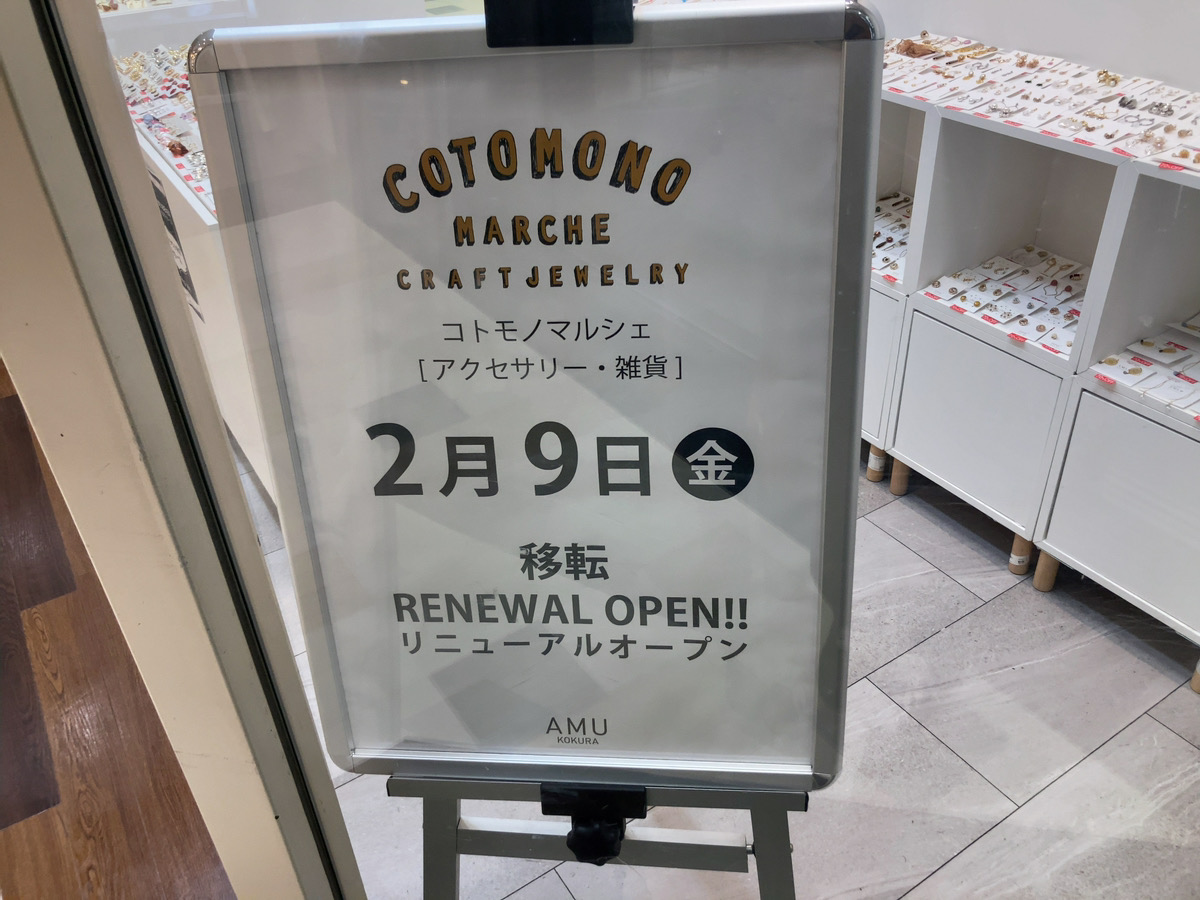 COTOMONO
MARCHE
CRAFT JEWELRY
コトモノマルシェ
[アクセサリー・雑貨]
2月9日金
移転
RENEWAL OPEN!!
リニューアルオープン
AMU
KOKURA